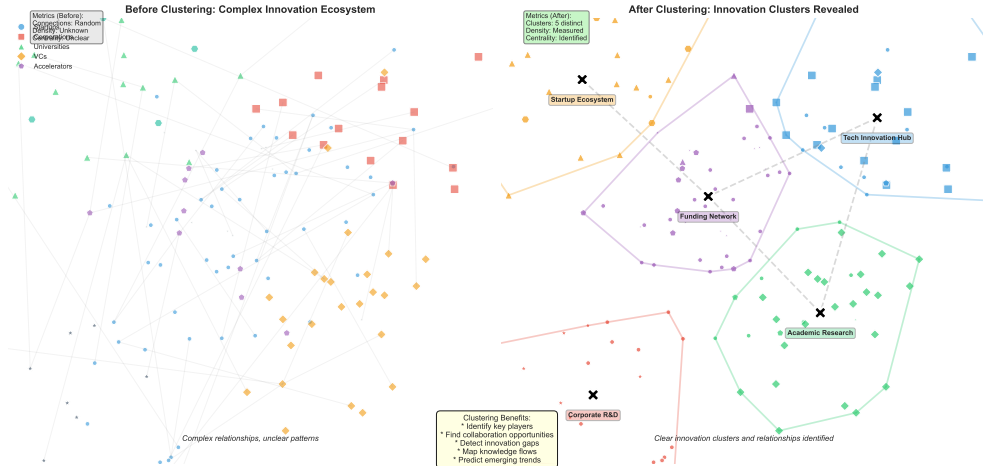 Before Clustering: Complex Innovation Ecosystem
Metrics (Before):
Connections: Random
Density: Unknown
Centrality: Unclear
Startups
Corporations
Universities
VCs
Accelerators
Complex relationships, unclear patterns
After Clustering: Innovation Clusters Revealed
Metrics (After):
Clusters: 5 distinct
Density: Measured
Centrality: Identified
Startup Ecosystem
Tech Innovation Hub
Funding Network
Academic Research
Corporate R&D
Clear innovation clusters and relationships identified
Clustering Benefits:
* Identify key players
* Find collaboration opportunities
* Detect innovation gaps
* Map knowledge flows
* Predict emerging trends